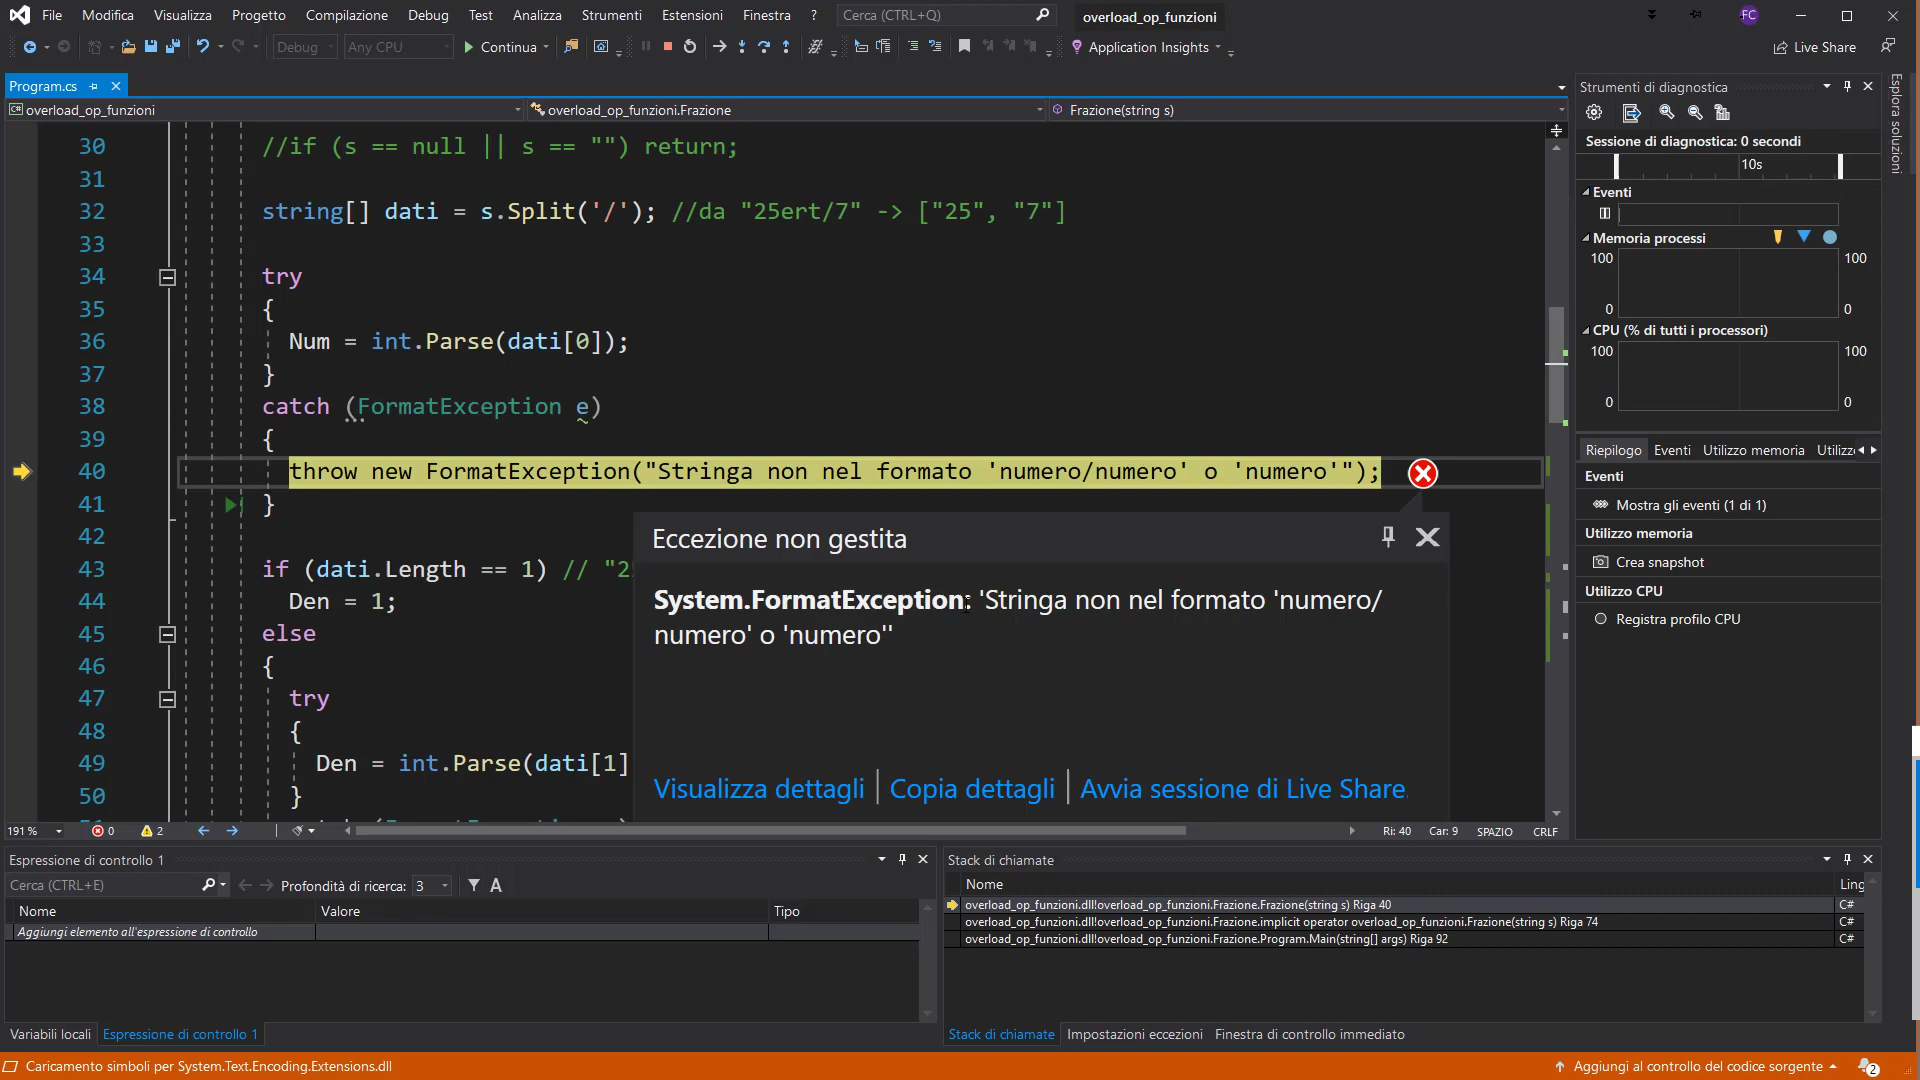 File Modifica Visualizza Progetto Compilazione Debug Test Analizza Strumenti Estensioni Finestra ? Cerca (CTRL+Q) overload_op_funzioni FC
Debug Any CPU Continua Application Insights Live Share
Program.cs
overload_op_funzioni overload_op_funzioni.Frazione Frazione(string s)
30 //if (s == null || s == "") return;
31
32 string[] dati = s.Split('/'); //da "25ert/7" -> ["25", "7"]
33
34 try
35 {
36 Num = int.Parse(dati[0]);
37 }
38 catch (FormatException e)
39 {
40 throw new FormatException("Stringa non nel formato 'numero/numero' o 'numero'");
41 }
42
43 if (dati.Length == 1) // "2
44 Den = 1;
45 else
46 {
47 try
48 {
49 Den = int.Parse(dati[1]
50 }
Eccezione non gestita
System.FormatException: 'Stringa non nel formato 'numero/
numero' o 'numero''
Visualizza dettagli | Copia dettagli | Avvia sessione di Live Share.
191 % 0 2 Ri: 40 Car: 9 SPAZIO CRLF
Strumenti di diagnostica
Sessione di diagnostica: 0 secondi
10s
Eventi
Memoria processi
100 100
0 0
CPU (% di tutti i processori)
100 100
0 0
Riepilogo Eventi Utilizzo memoria Utilizz
Eventi
Mostra gli eventi (1 di 1)
Utilizzo memoria
Crea snapshot
Utilizzo CPU
Registra profilo CPU
Esplora soluzioni
Espressione di controllo 1
Cerca (CTRL+E) Profondità di ricerca: 3 A
Nome Valore Tipo
Aggiungi elemento all'espressione di controllo
Variabili locali Espressione di controllo 1
Stack di chiamate
Nome Ling
overload_op_funzioni.dll!overload_op_funzioni.Frazione.Frazione(string s) Riga 40 C#
overload_op_funzioni.dll!overload_op_funzioni.Frazione.implicit operator overload_op_funzioni.Frazione(string s) Riga 74 C#
overload_op_funzioni.dll!overload_op_funzioni.Frazione.Program.Main(string[] args) Riga 92 C#
Stack di chiamate Impostazioni eccezioni Finestra di controllo immediato
Caricamento simboli per System.Text.Encoding.Extensions.dll Aggiungi al controllo del codice sorgente 2